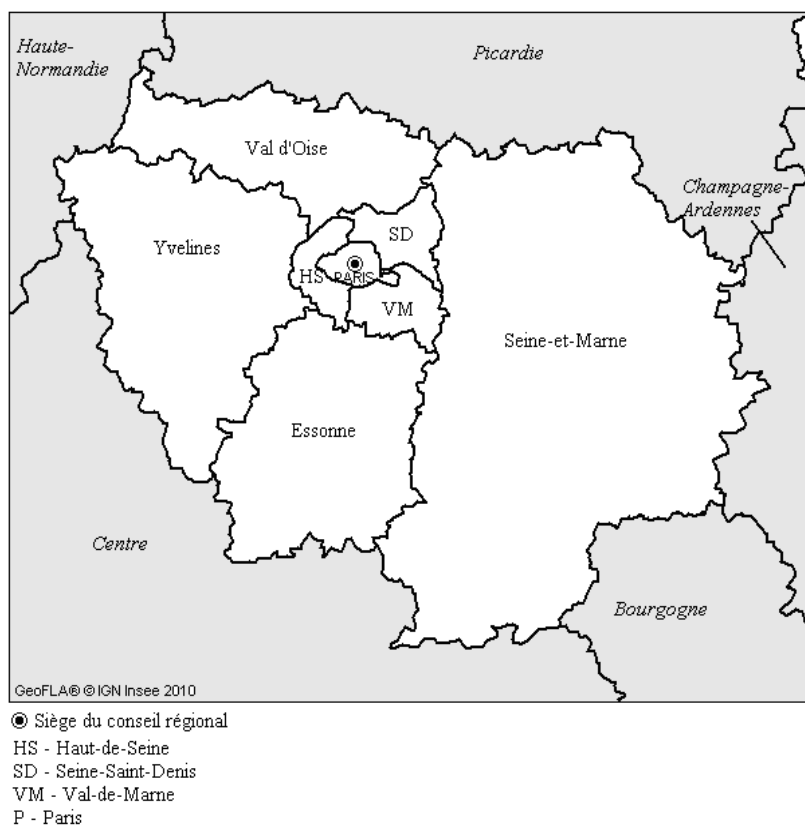 Haute-
Normandie
Picardie
Val d'Oise
Champagne-
Ardennes
SD
Yvelines
HS
PARIS
VM
Seine-et-Marne
Essonne
Centre
Bourgogne
GeoFLA® © IGN Insee 2010
Siège du conseil régional
HS - Haut-de-Seine
SD - Seine-Saint-Denis
VM - Val-de-Marne
P - Paris